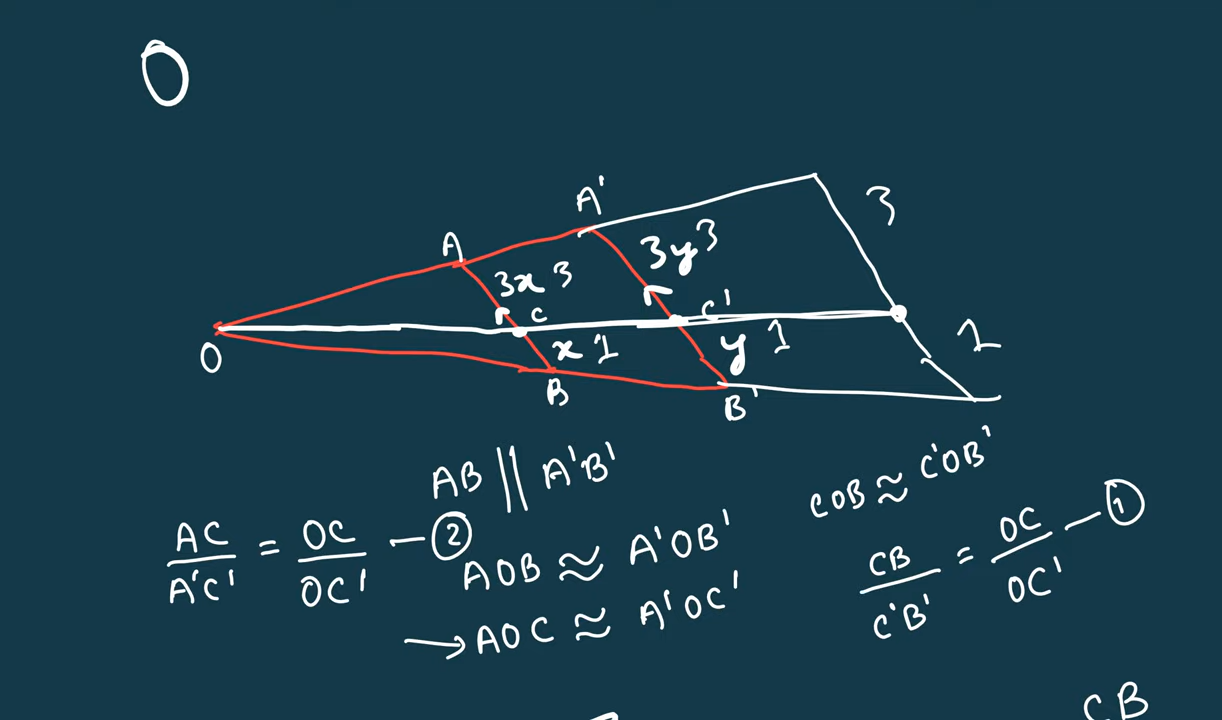 O
A'
A
3
3y 3
3x 3
C
C'
O
x 1
y 1
1
B
B'
AB || A'B'
COB ≈ C'OB'
AC/A'C' = OC/OC' — ②
AOB ≈ A'OB'
CB/C'B' = OC/OC' — ①
→ AOC ≈ A'OC'
CB